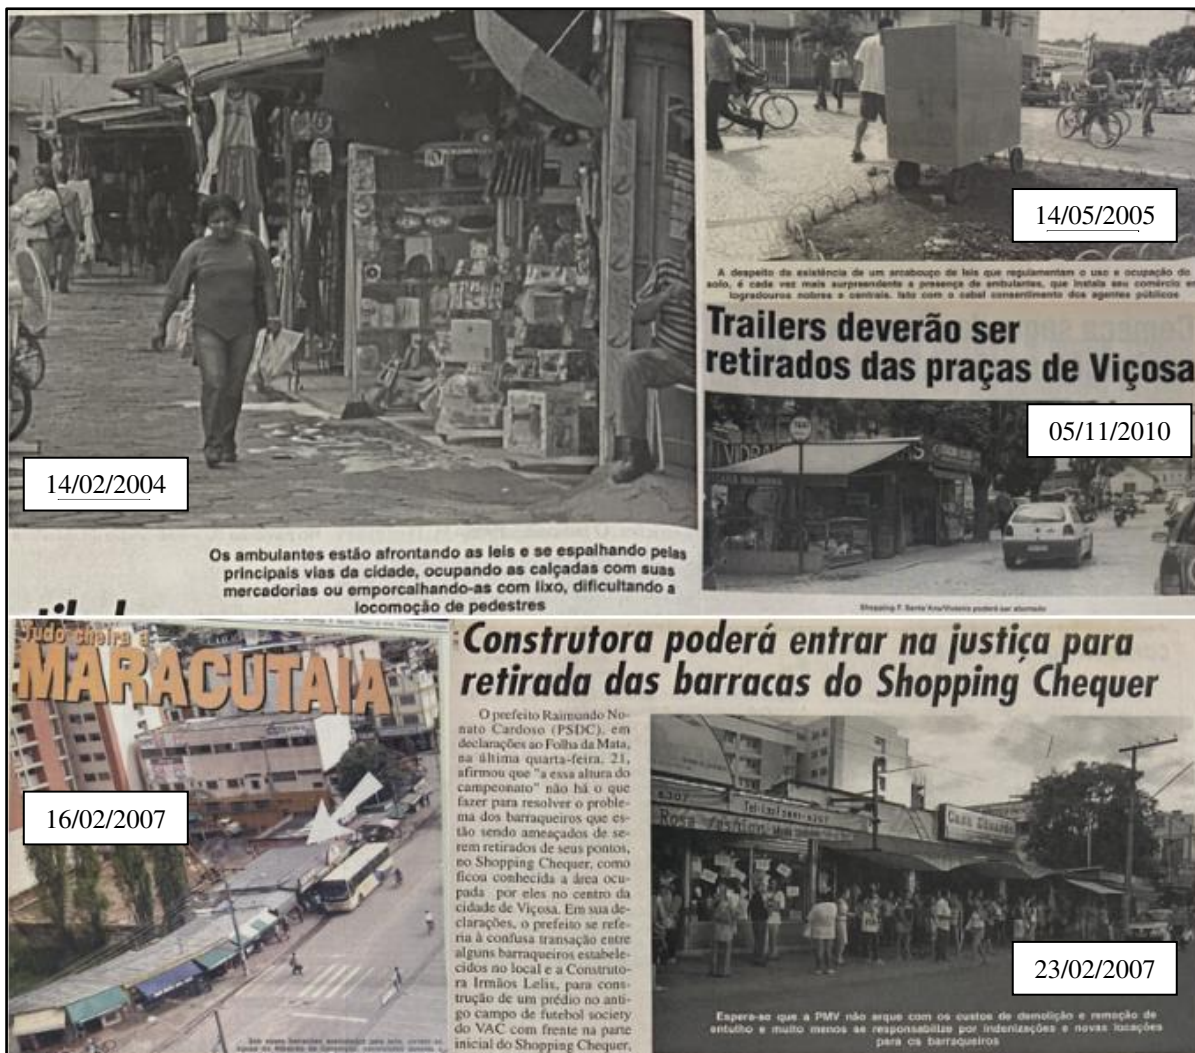 14/02/2004
Os ambulantes estão afrontando as leis e se espalhando pelas
principais vias da cidade, ocupando as calçadas com suas
mercadorias ou emporcalhando-as com lixo, dificultando a
locomoção de pedestres
14/05/2005
A despeito da existência de um arcabouço de leis que regulamentam o uso e ocupação do
solo, é cada vez mais surpreendente a presença de ambulantes, que instala seu comércio e
logradouros nobres e centrais. Isto com o cabal consentimento dos agentes públicos
Trailers deverão ser
retirados das praças de Viçosa
05/11/2010
TAXI
Tudo cheira a
MARACUTAIA
16/02/2007
Construtora poderá entrar na justiça para
retirada das barracas do Shopping Chequer
O prefeito Raimundo No-
nato Cardoso (PSDC), em
declarações ao Folha da Mata,
na última quarta-feira, 21,
afirmou que "a essa altura do
campeonato" não há o que
fazer para resolver o proble-
ma dos barraqueiros que es-
tão sendo ameaçados de se-
rem retirados de seus pontos,
no Shopping Chequer, como
ficou conhecida a área ocu-
pada por eles no centro da
cidade de Viçosa. Em sua de-
clarações, o prefeito se refe-
ria à confusa transação entre
alguns barraqueiros estabele-
cidos no local e a Constru­to-
ra Irmãos Lelis, para cons-
trução de um prédio no anti-
go campo de futebol society
do VAC com frente na parte
inicial do Shopping Chequer,
Rosa Fashion
23/02/2007
Espera-se que a PMV não arque com os custos de demolição e remoção de
entulho e muito menos se responsabilize por indenizações e novas locações
para os barraqueiros